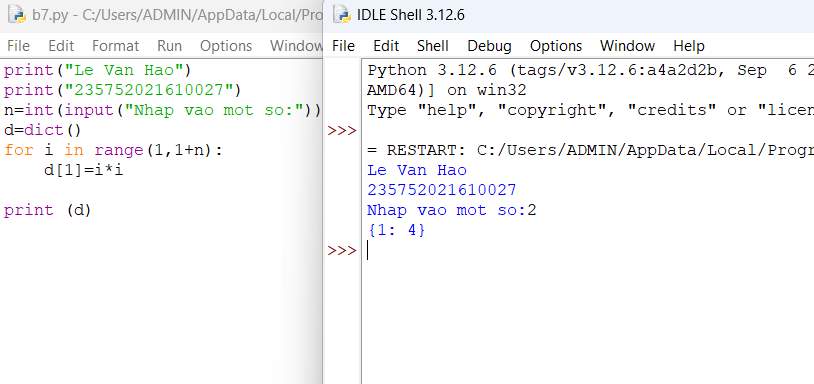 b7.py - C:/Users/ADMIN/AppData/Local/Pro
File Edit Format Run Options Window
print("Le Van Hao")
print("235752021610027")
n=int(input("Nhap vao mot so:"))
d=dict()
for i in range(1,1+n):
    d[1]=i*i
print (d)
IDLE Shell 3.12.6
File Edit Shell Debug Options Window Help
Python 3.12.6 (tags/v3.12.6:a4a2d2b, Sep  6 2
AMD64)] on win32
Type "help", "copyright", "credits" or "licen
>>>
= RESTART: C:/Users/ADMIN/AppData/Local/Progr
Le Van Hao
235752021610027
Nhap vao mot so:2
{1: 4}
>>>